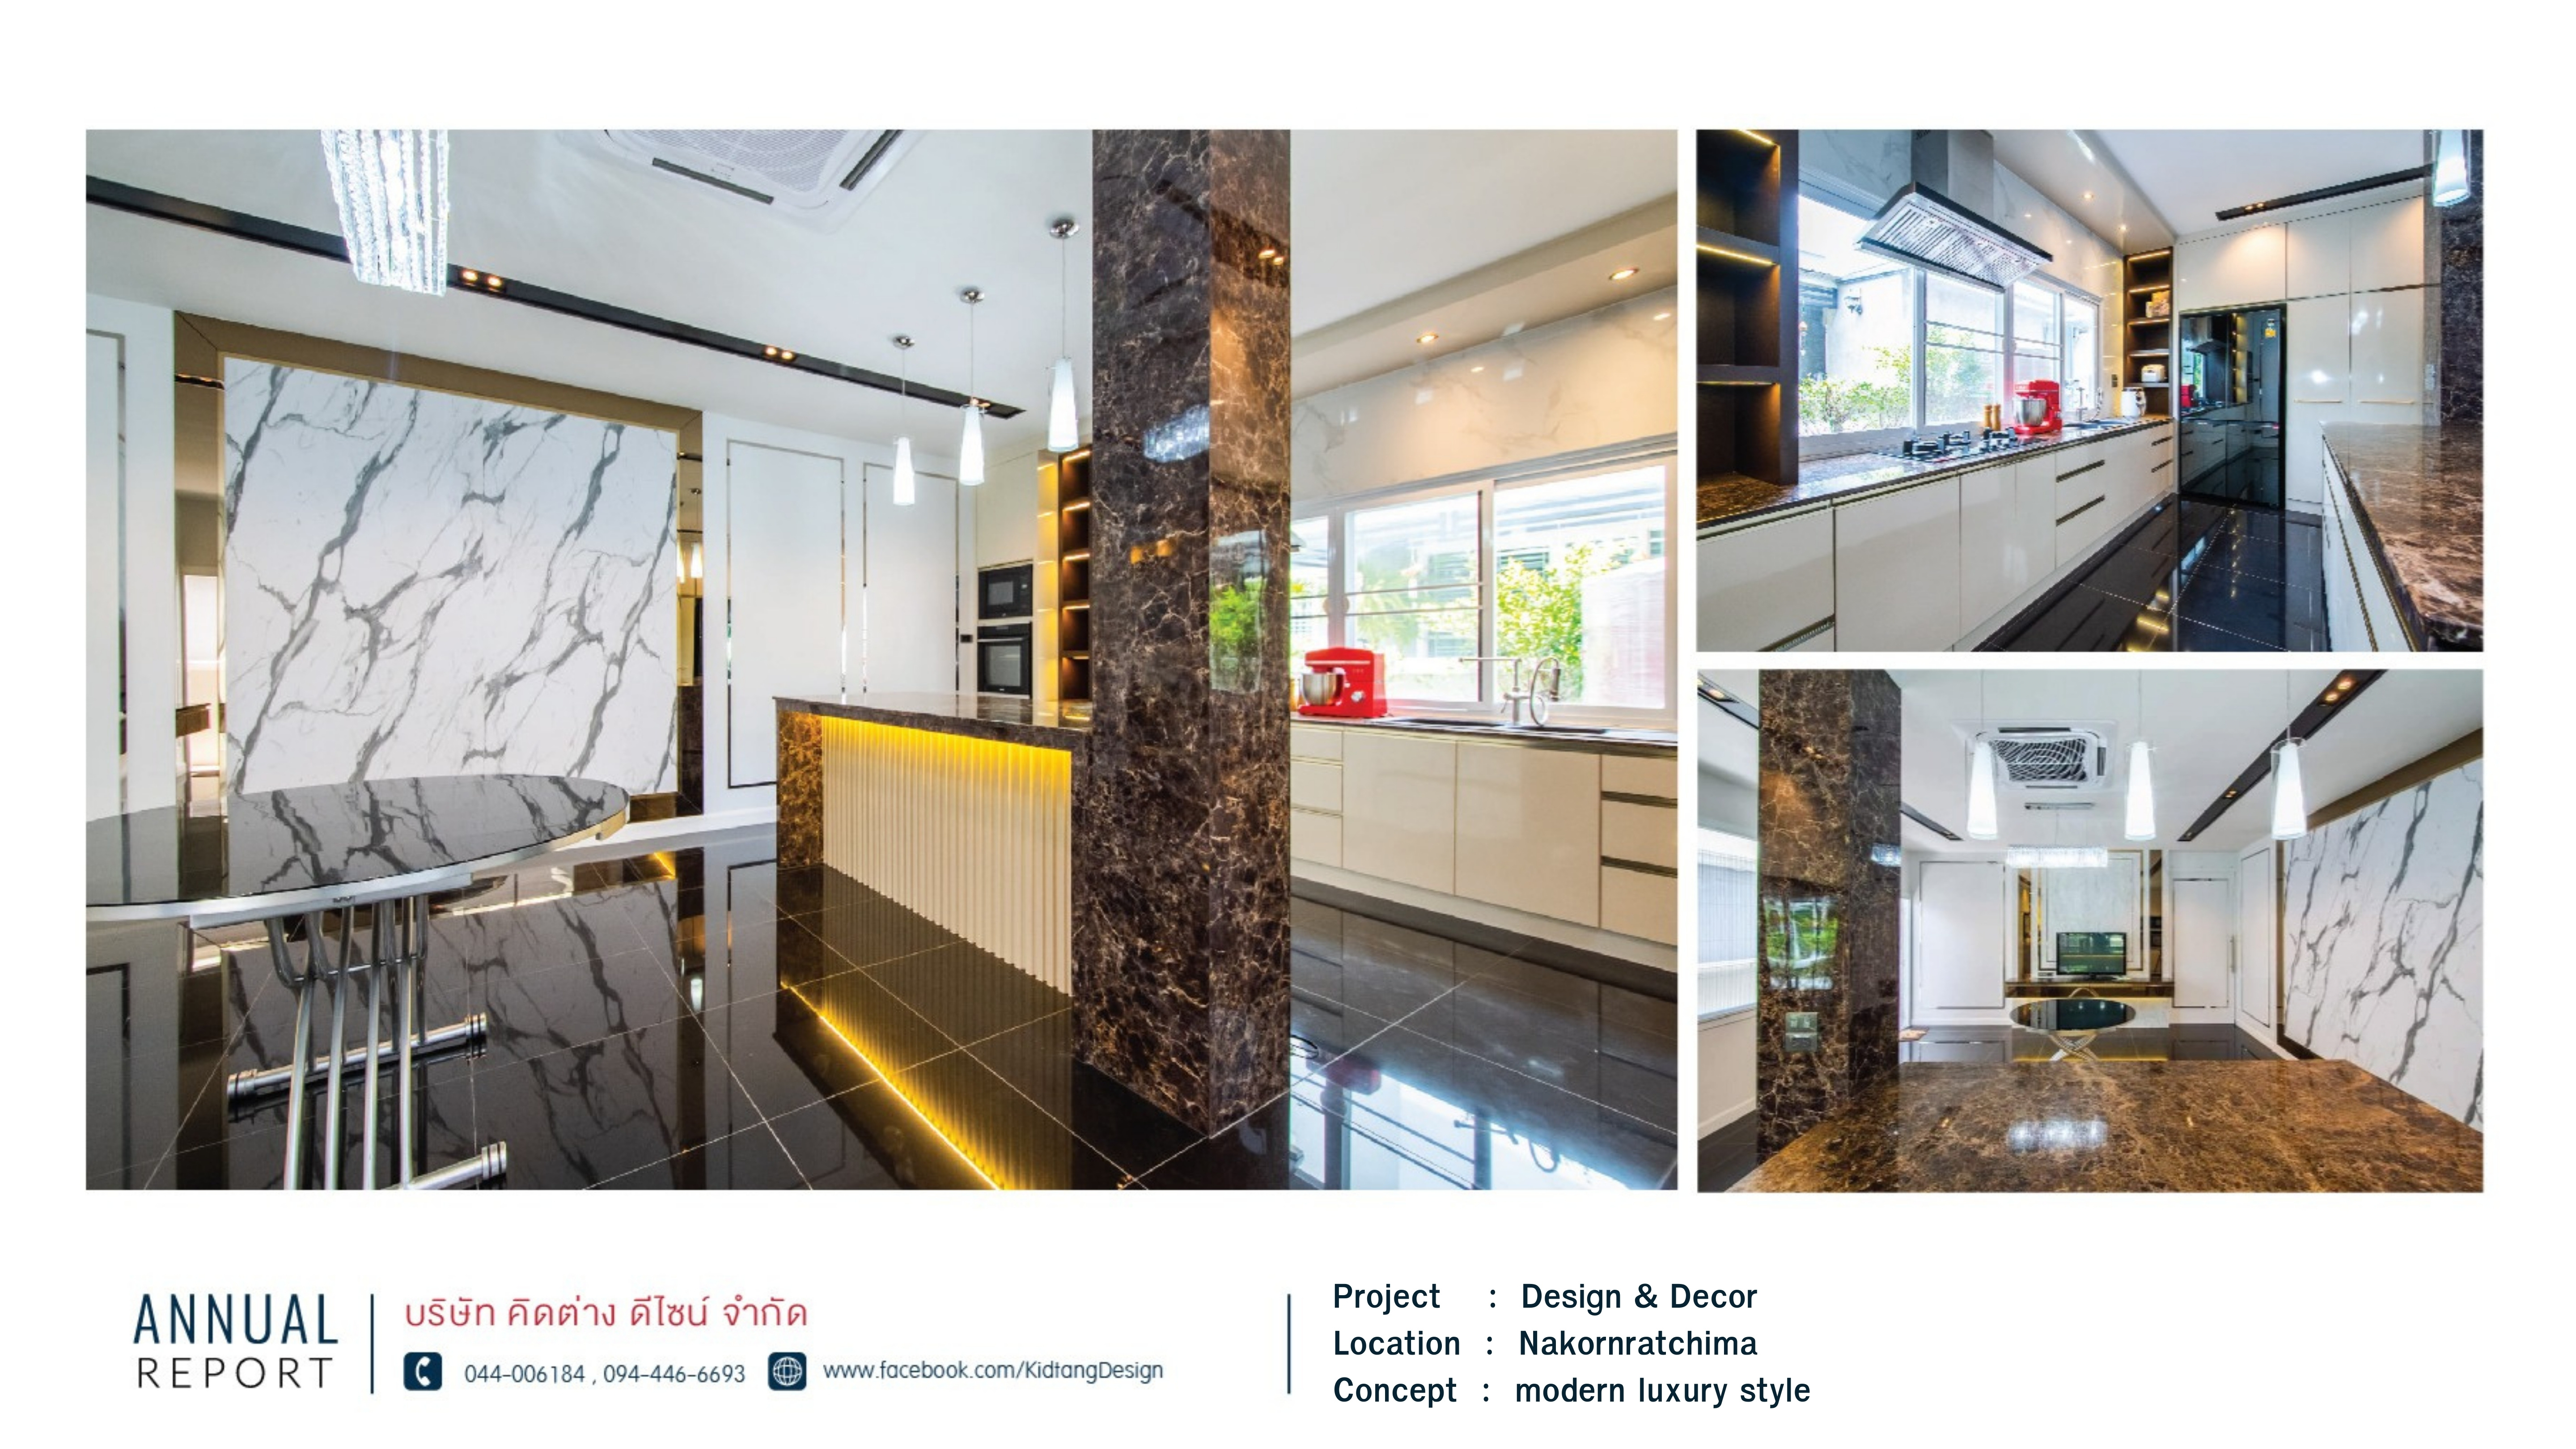 ANNUAL
REPORT
บริษัท คิดต่าง ดีไซน์ จำกัด
044-006184 , 094-446-6693
www.facebook.com/KidtangDesign
Project : Design & Decor
Location : Nakornratchima
Concept : modern luxury style